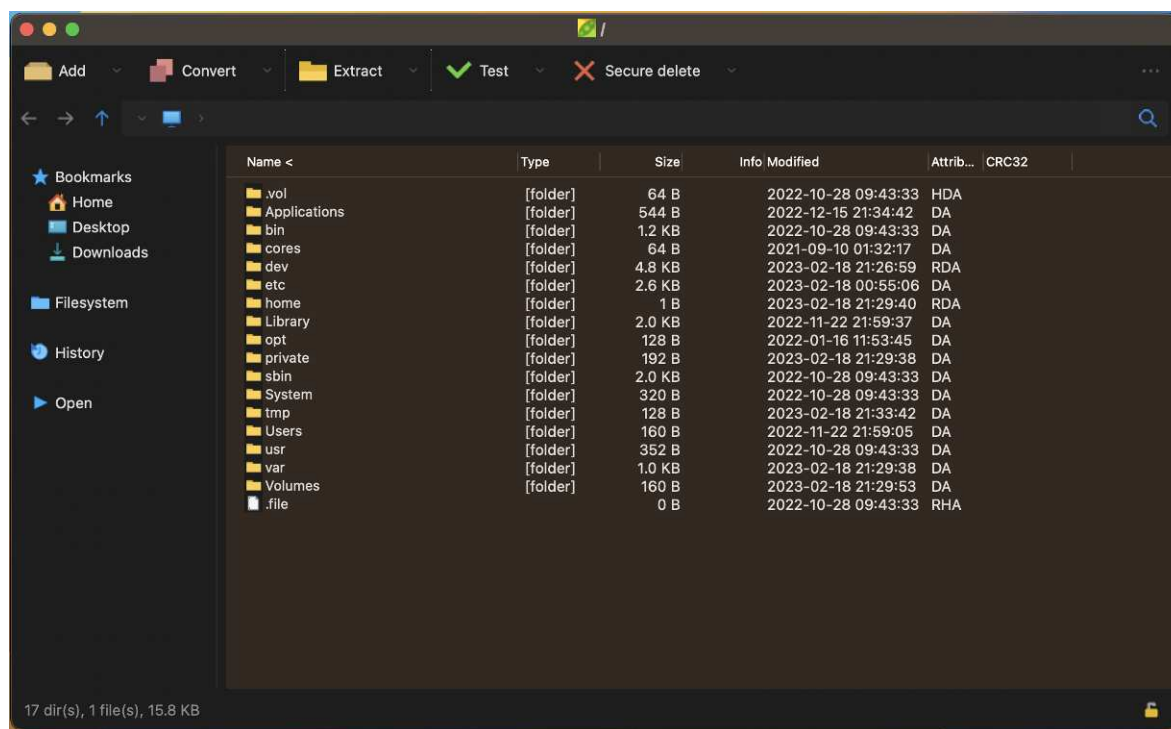 /
Add Convert Extract Test Secure delete ...
Bookmarks
Home
Desktop
Downloads
Filesystem
History
Open
Name < Type Size Info Modified Attrib... CRC32
.vol [folder] 64 B 2022-10-28 09:43:33 HDA
Applications [folder] 544 B 2022-12-15 21:34:42 DA
bin [folder] 1.2 KB 2022-10-28 09:43:33 DA
cores [folder] 64 B 2021-09-10 01:32:17 DA
dev [folder] 4.8 KB 2023-02-18 21:26:59 RDA
etc [folder] 2.6 KB 2023-02-18 00:55:06 DA
home [folder] 1 B 2023-02-18 21:29:40 RDA
Library [folder] 2.0 KB 2022-11-22 21:59:37 DA
opt [folder] 128 B 2022-01-16 11:53:45 DA
private [folder] 192 B 2023-02-18 21:29:38 DA
sbin [folder] 2.0 KB 2022-10-28 09:43:33 DA
System [folder] 320 B 2022-10-28 09:43:33 DA
tmp [folder] 128 B 2023-02-18 21:33:42 DA
Users [folder] 160 B 2022-11-22 21:59:05 DA
usr [folder] 352 B 2022-10-28 09:43:33 DA
var [folder] 1.0 KB 2023-02-18 21:29:38 DA
Volumes [folder] 160 B 2023-02-18 21:29:53 DA
.file 0 B 2022-10-28 09:43:33 RHA
17 dir(s), 1 file(s), 15.8 KB